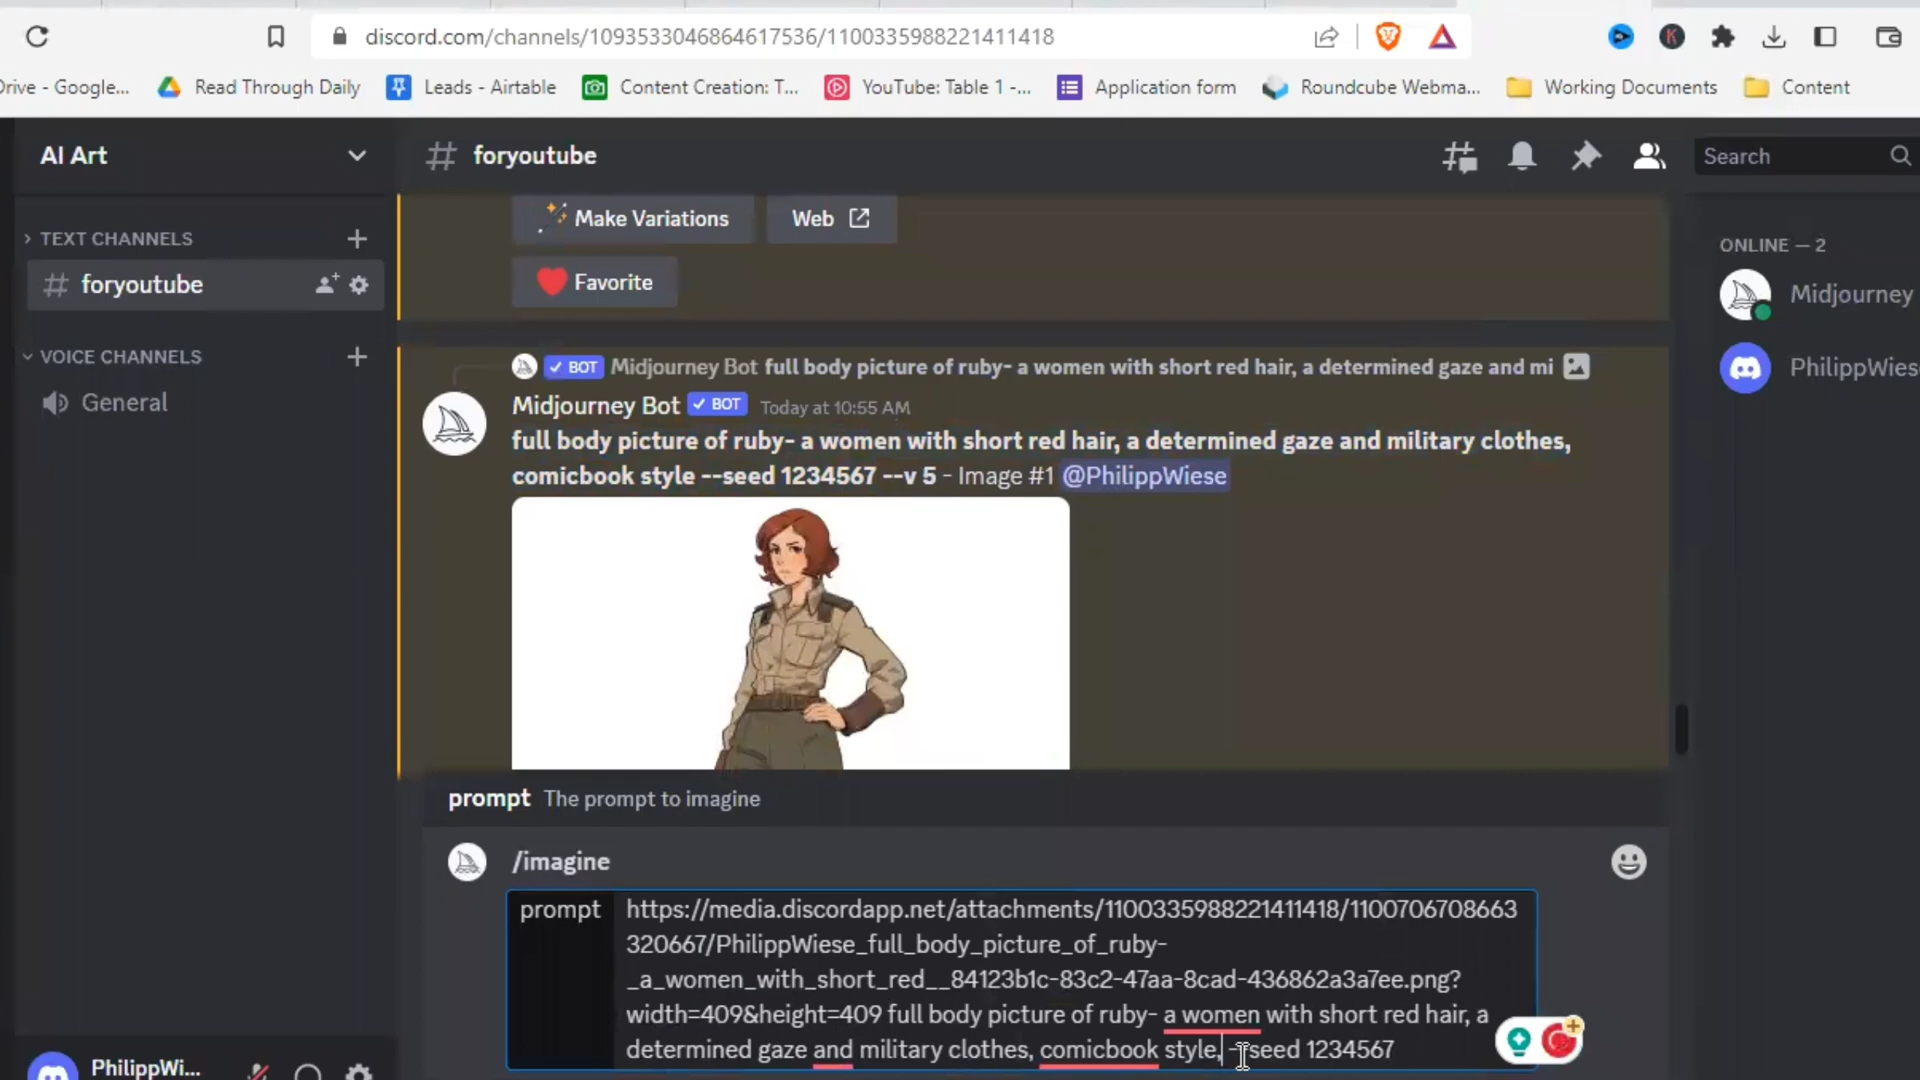 discord.com/channels/1093533046864617536/1100335988221411418
Drive - Google... Read Through Daily Leads - Airtable Content Creation: T... YouTube: Table 1 -... Application form Roundcube Webma... Working Documents Content
AI Art
# foryoutube
Search
TEXT CHANNELS
# foryoutube
VOICE CHANNELS
General
Make Variations
Web
Favorite
ONLINE — 2
Midjourney
PhilippWiese
BOT Midjourney Bot full body picture of ruby- a women with short red hair, a determined gaze and mi
Midjourney Bot BOT Today at 10:55 AM
full body picture of ruby- a women with short red hair, a determined gaze and military clothes,
comicbook style --seed 1234567 --v 5 - Image #1 @PhilippWiese
prompt The prompt to imagine
/imagine
prompt https://media.discordapp.net/attachments/1100335988221411418/1100706708663
320667/PhilippWiese_full_body_picture_of_ruby-
_a_women_with_short_red__84123b1c-83c2-47aa-8cad-436862a3a7ee.png?
width=409&height=409 full body picture of ruby- a women with short red hair, a
determined gaze and military clothes, comicbook style, --seed 1234567
PhilippWi...